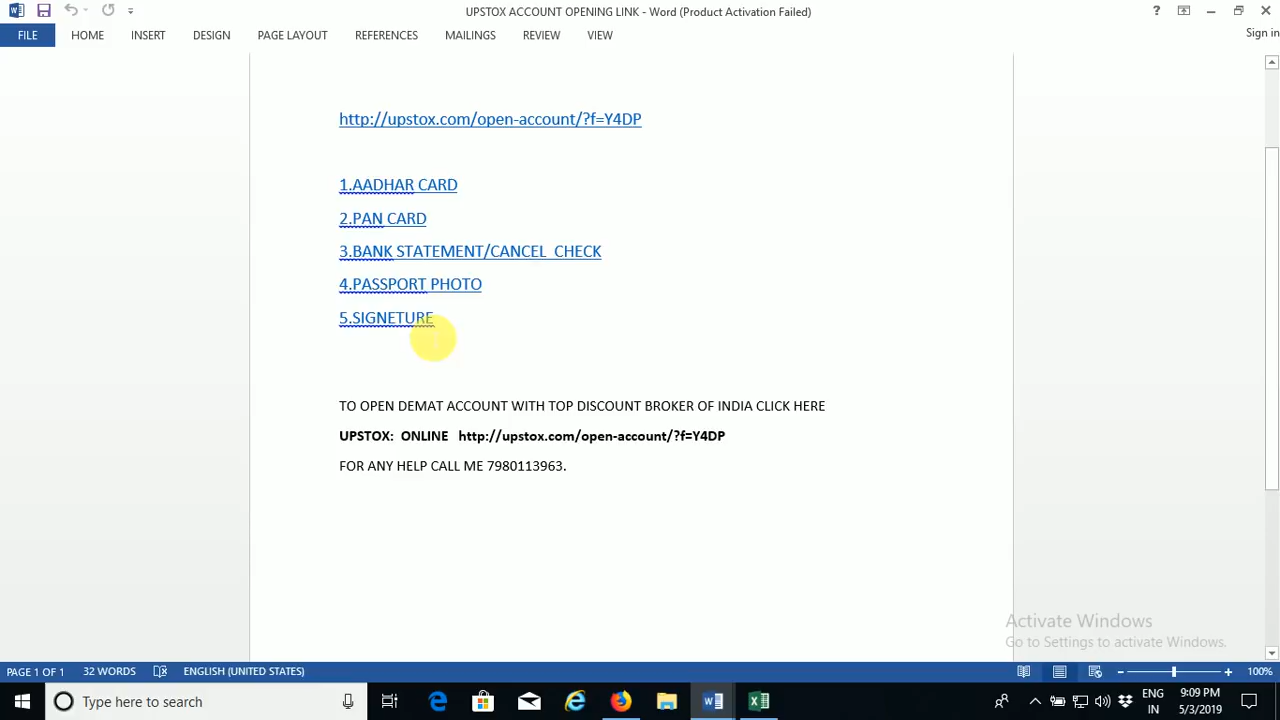 UPSTOX ACCOUNT OPENING LINK - Word (Product Activation Failed)
?
FILE HOME INSERT DESIGN PAGE LAYOUT REFERENCES MAILINGS REVIEW VIEW
Sign in
http://upstox.com/open-account/?f=Y4DP
1.AADHAR CARD
2.PAN CARD
3.BANK STATEMENT/CANCEL CHECK
4.PASSPORT PHOTO
5.SIGNETURE
TO OPEN DEMAT ACCOUNT WITH TOP DISCOUNT BROKER OF INDIA CLICK HERE
UPSTOX: ONLINE http://upstox.com/open-account/?f=Y4DP
FOR ANY HELP CALL ME 7980113963.
Activate Windows
Go to Settings to activate Windows.
PAGE 1 OF 1 32 WORDS ENGLISH (UNITED STATES) 100%
Type here to search
ENG 9:09 PM
IN 5/3/2019